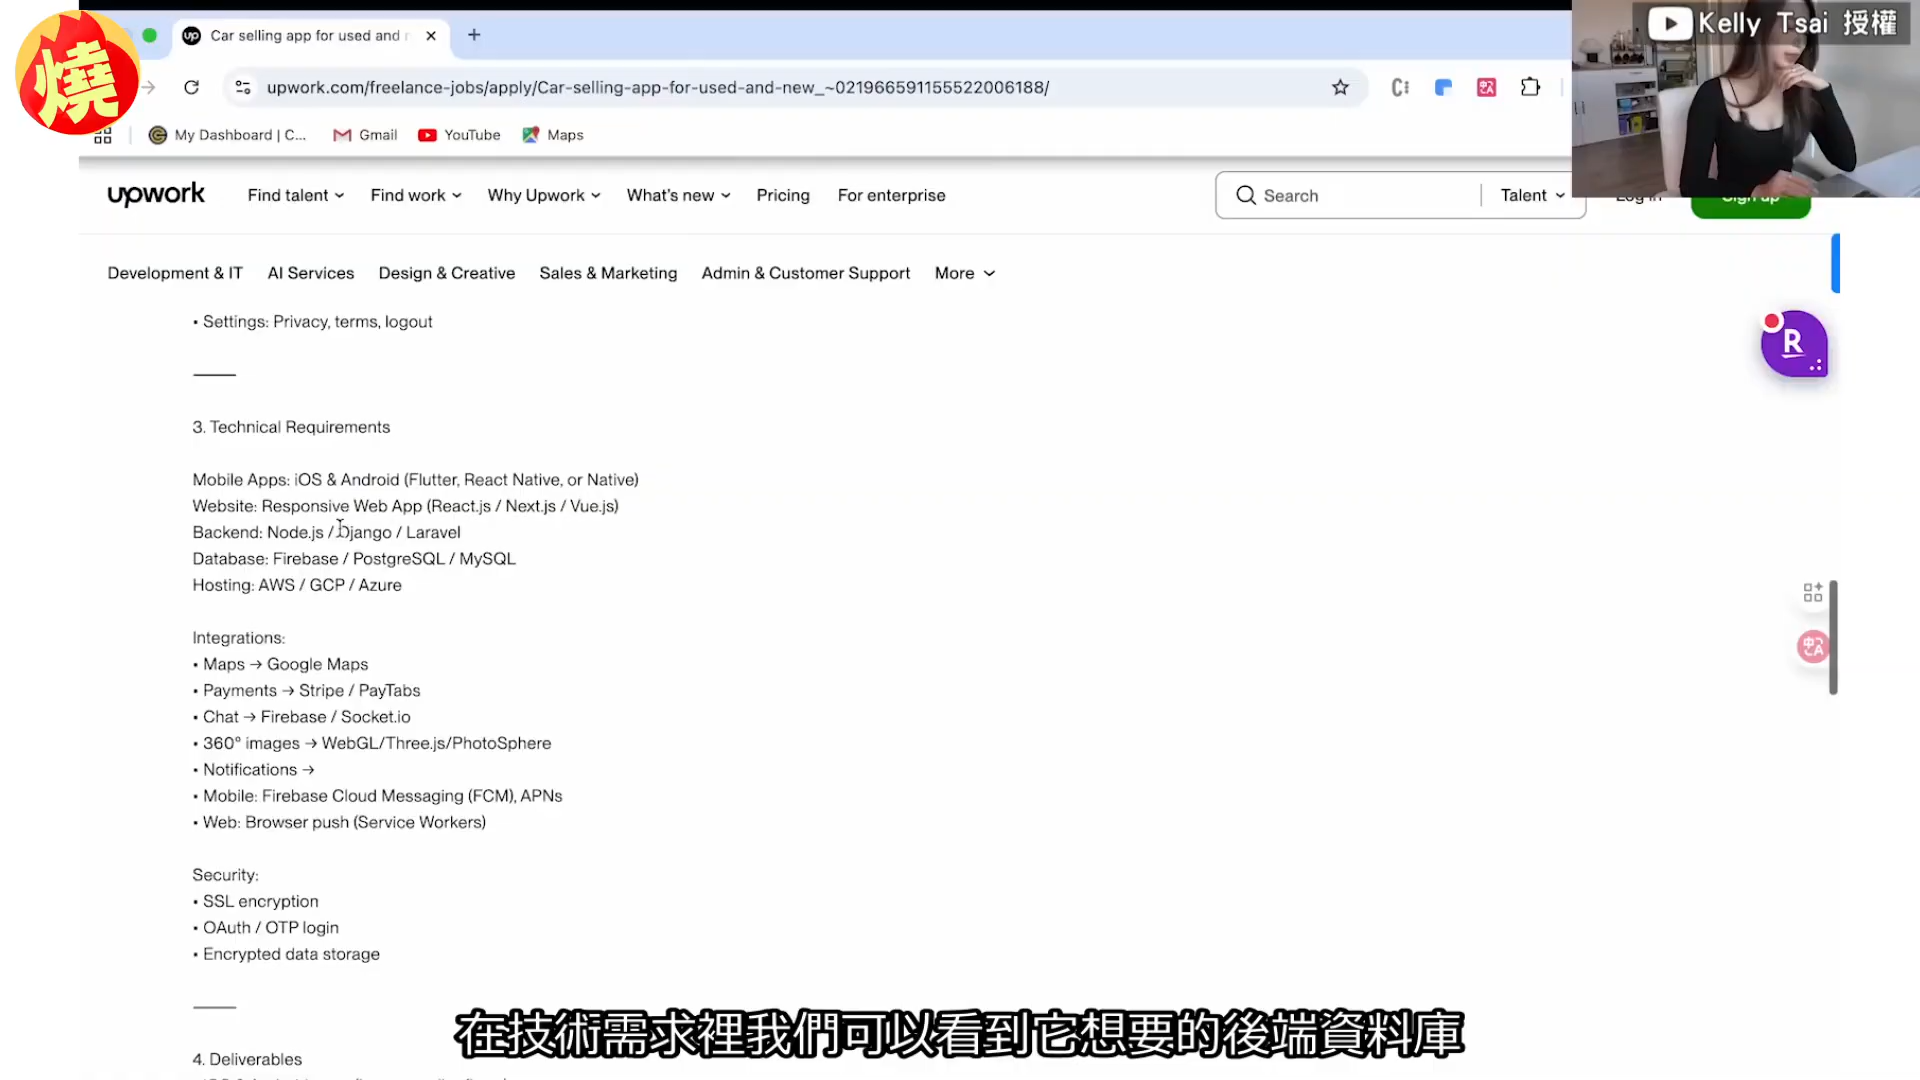 燒
Car selling app for used and
Kelly Tsai 授權
upwork.com/freelance-jobs/apply/Car-selling-app-for-used-and-new_~021966591155522006188/
My Dashboard | C...
Gmail
YouTube
Maps
upwork
Find talent
Find work
Why Upwork
What's new
Pricing
For enterprise
Search
Talent
Log in
Sign up
Development & IT
AI Services
Design & Creative
Sales & Marketing
Admin & Customer Support
More
• Settings: Privacy, terms, logout
R
3. Technical Requirements
Mobile Apps: iOS & Android (Flutter, React Native, or Native)
Website: Responsive Web App (React.js / Next.js / Vue.js)
Backend: Node.js / Django / Laravel
Database: Firebase / PostgreSQL / MySQL
Hosting: AWS / GCP / Azure
Integrations:
• Maps → Google Maps
• Payments → Stripe / PayTabs
• Chat → Firebase / Socket.io
• 360° images → WebGL/Three.js/PhotoSphere
• Notifications →
• Mobile: Firebase Cloud Messaging (FCM), APNs
• Web: Browser push (Service Workers)
Security:
• SSL encryption
• OAuth / OTP login
• Encrypted data storage
在技術需求裡我們可以看到它想要的後端資料庫
4. Deliverables